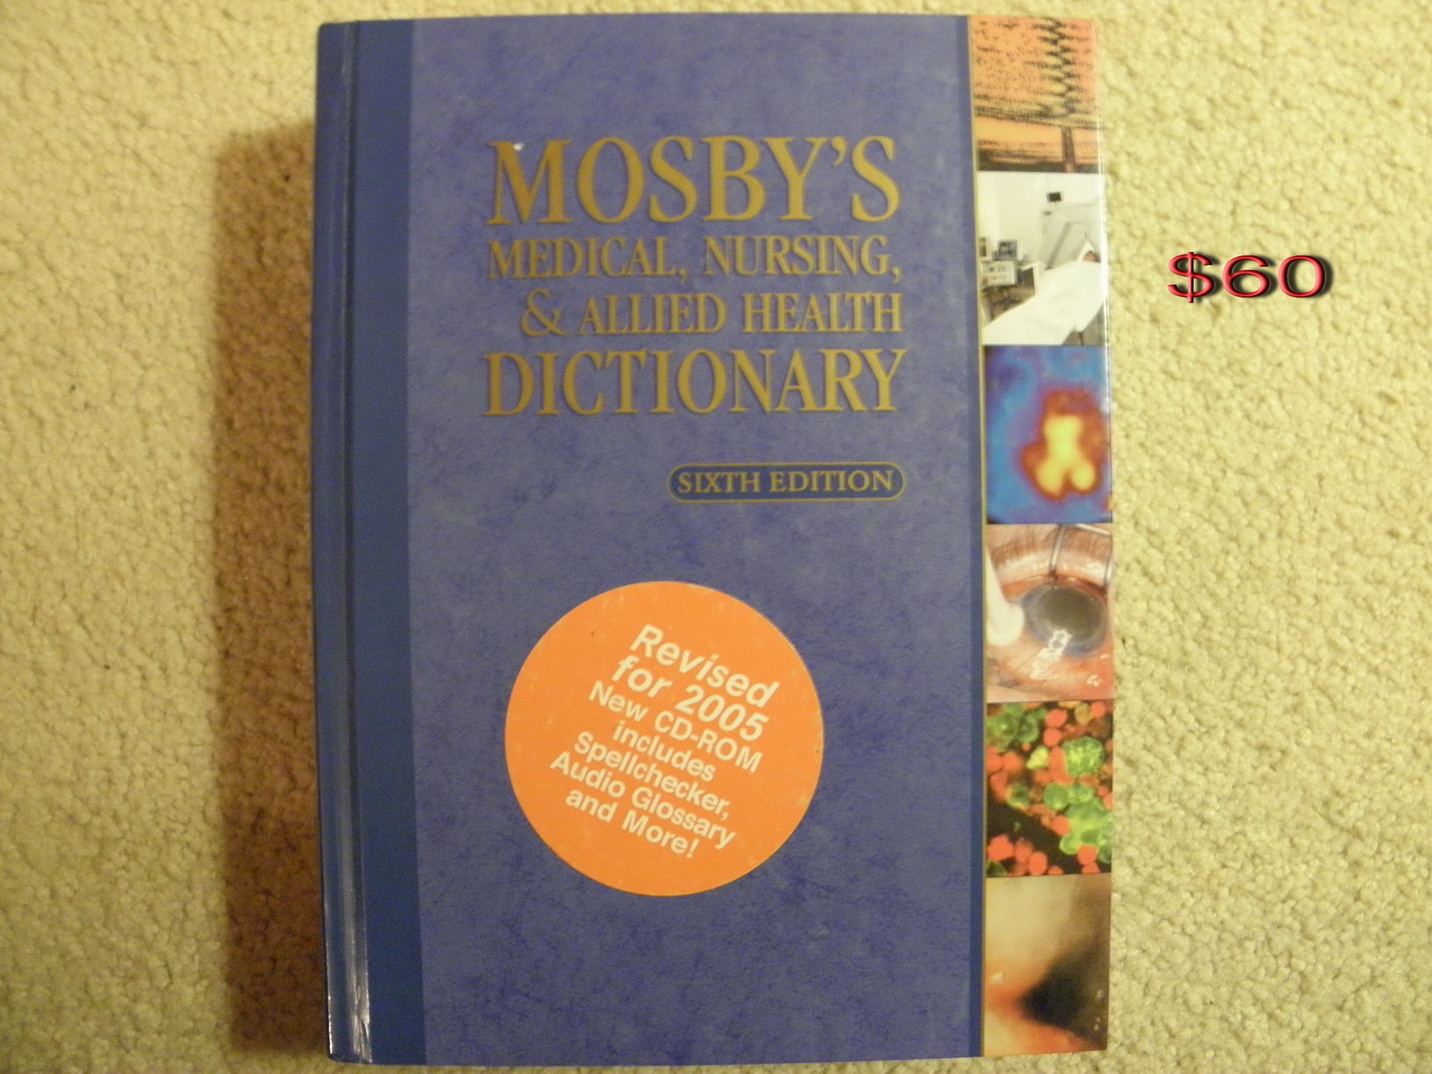 MOSBY'S
MEDICAL, NURSING,
& ALLIED HEALTH
DICTIONARY
SIXTH EDITION
$60
Revised
for 2005
New CD-ROM
includes
Spellchecker,
Audio Glossary
and More!